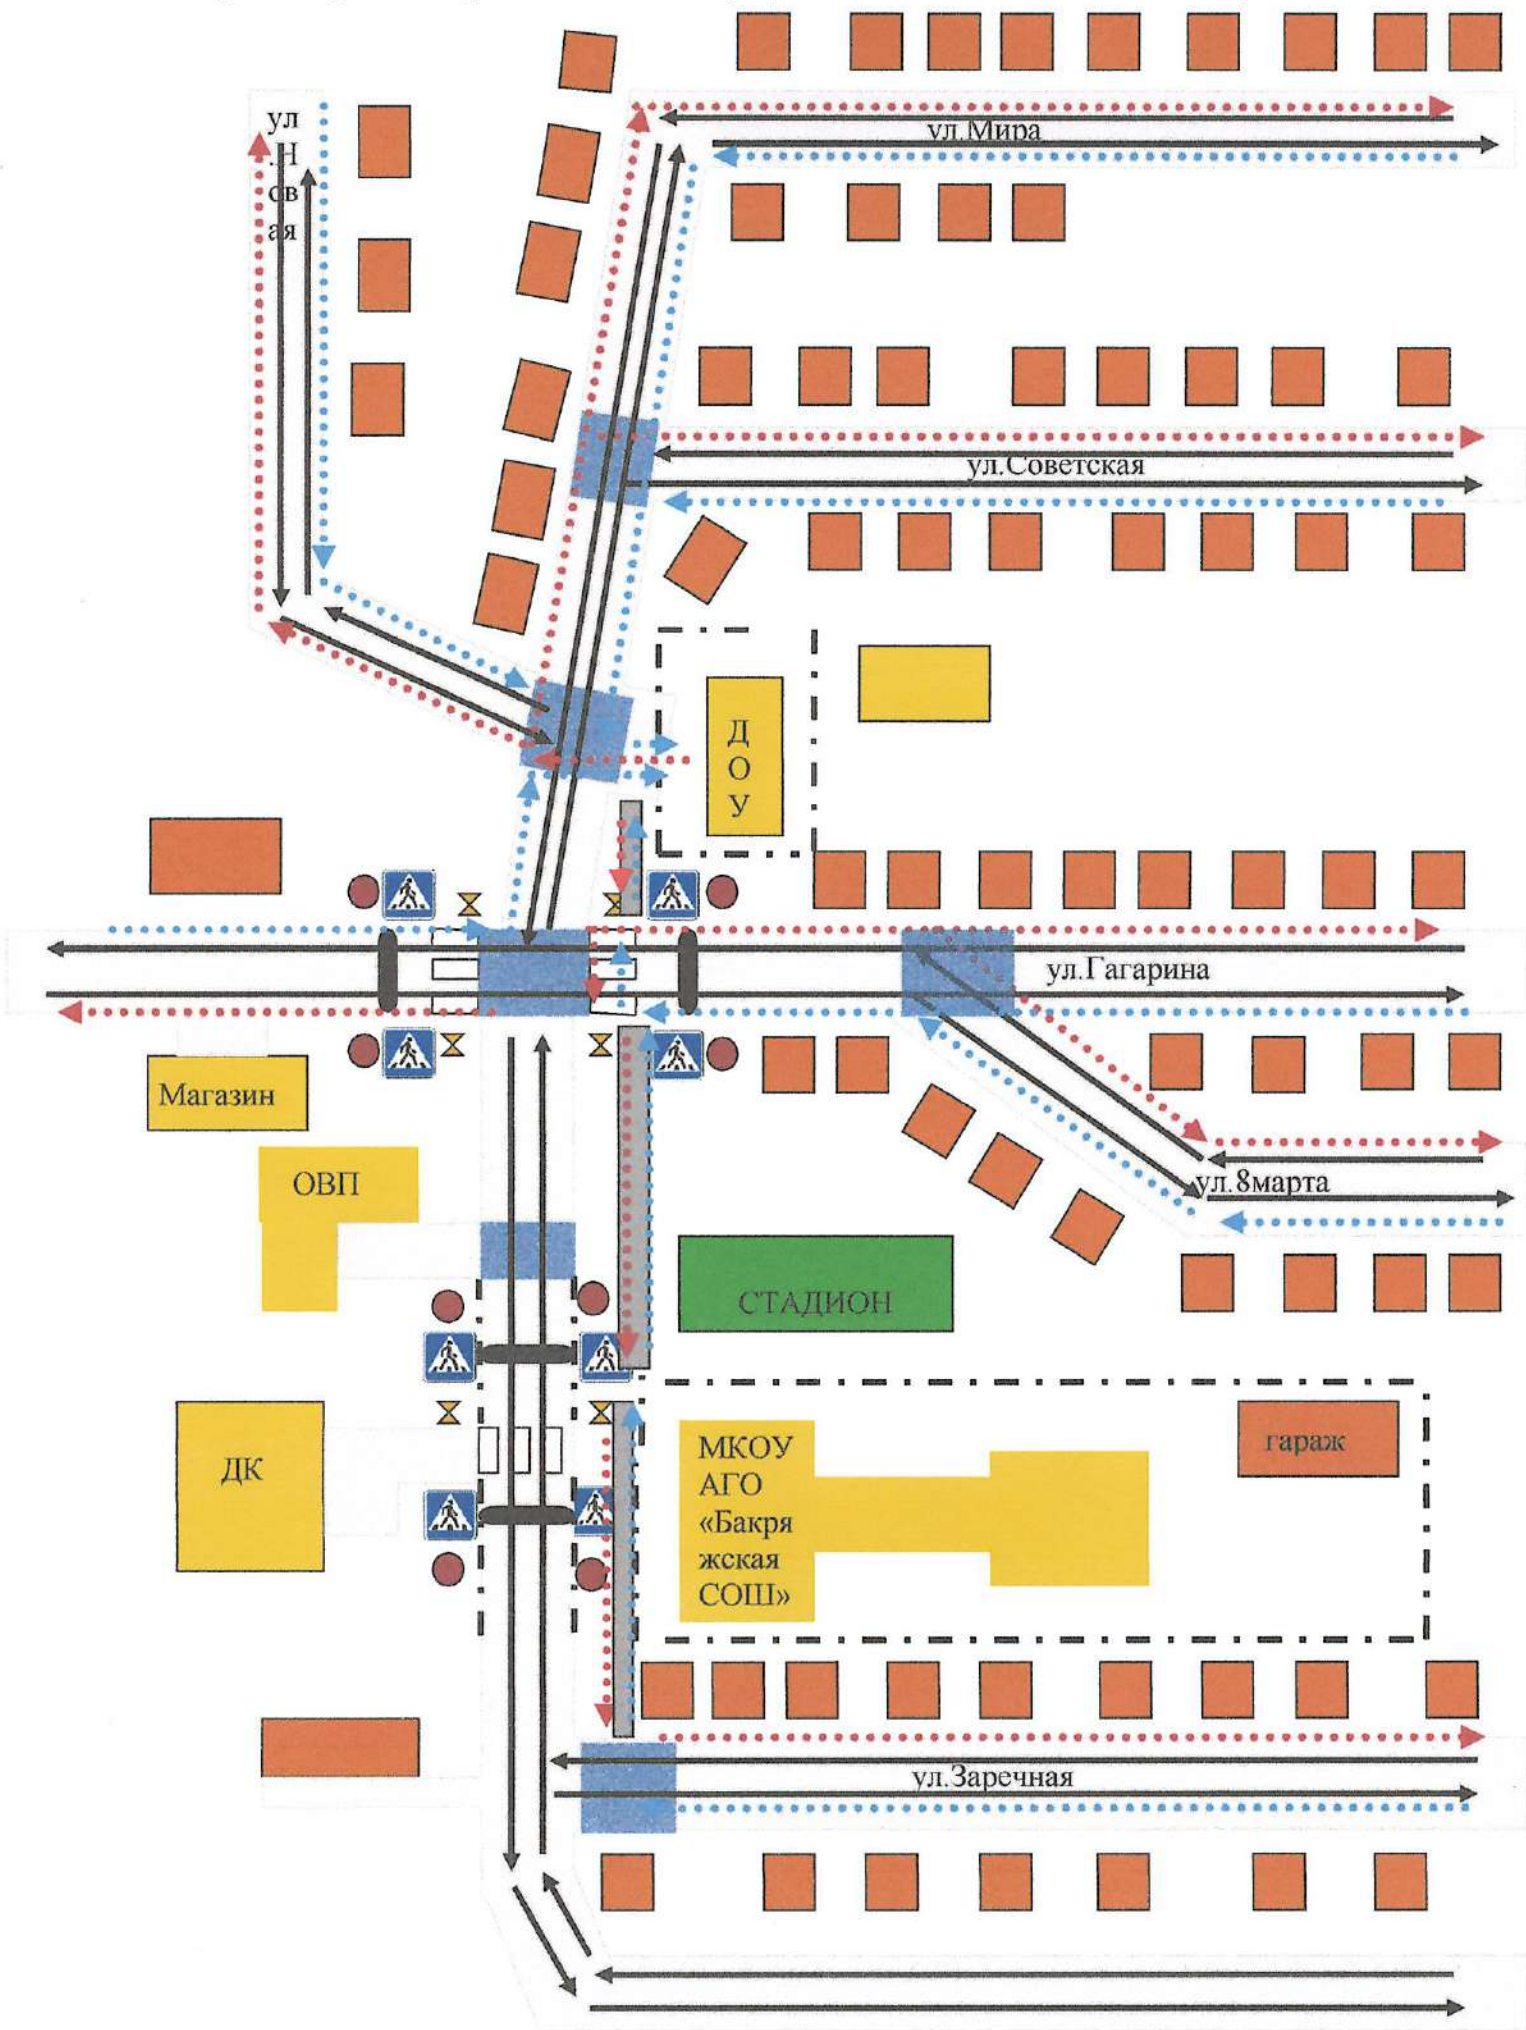 ул
.Н
ов
ая
ул.Мира
ул.Советская
Д
О
У
ул.Гагарина
Магазин
ОВП
ул.8марта
СТАДИОН
ДК
МКОУ
АГО
«Бакря
жская
СОШ»
гараж
ул.Заречная